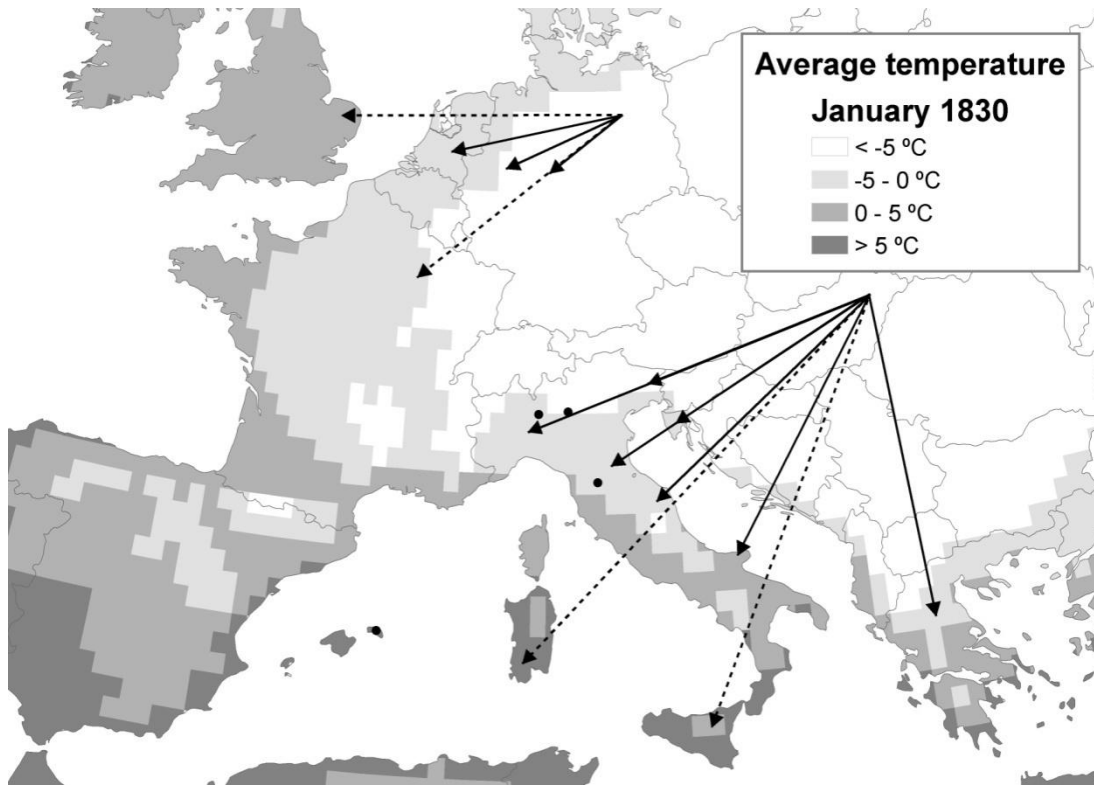 Average temperature
January 1830
< -5 ºC
-5 - 0 ºC
0 - 5 ºC
> 5 ºC